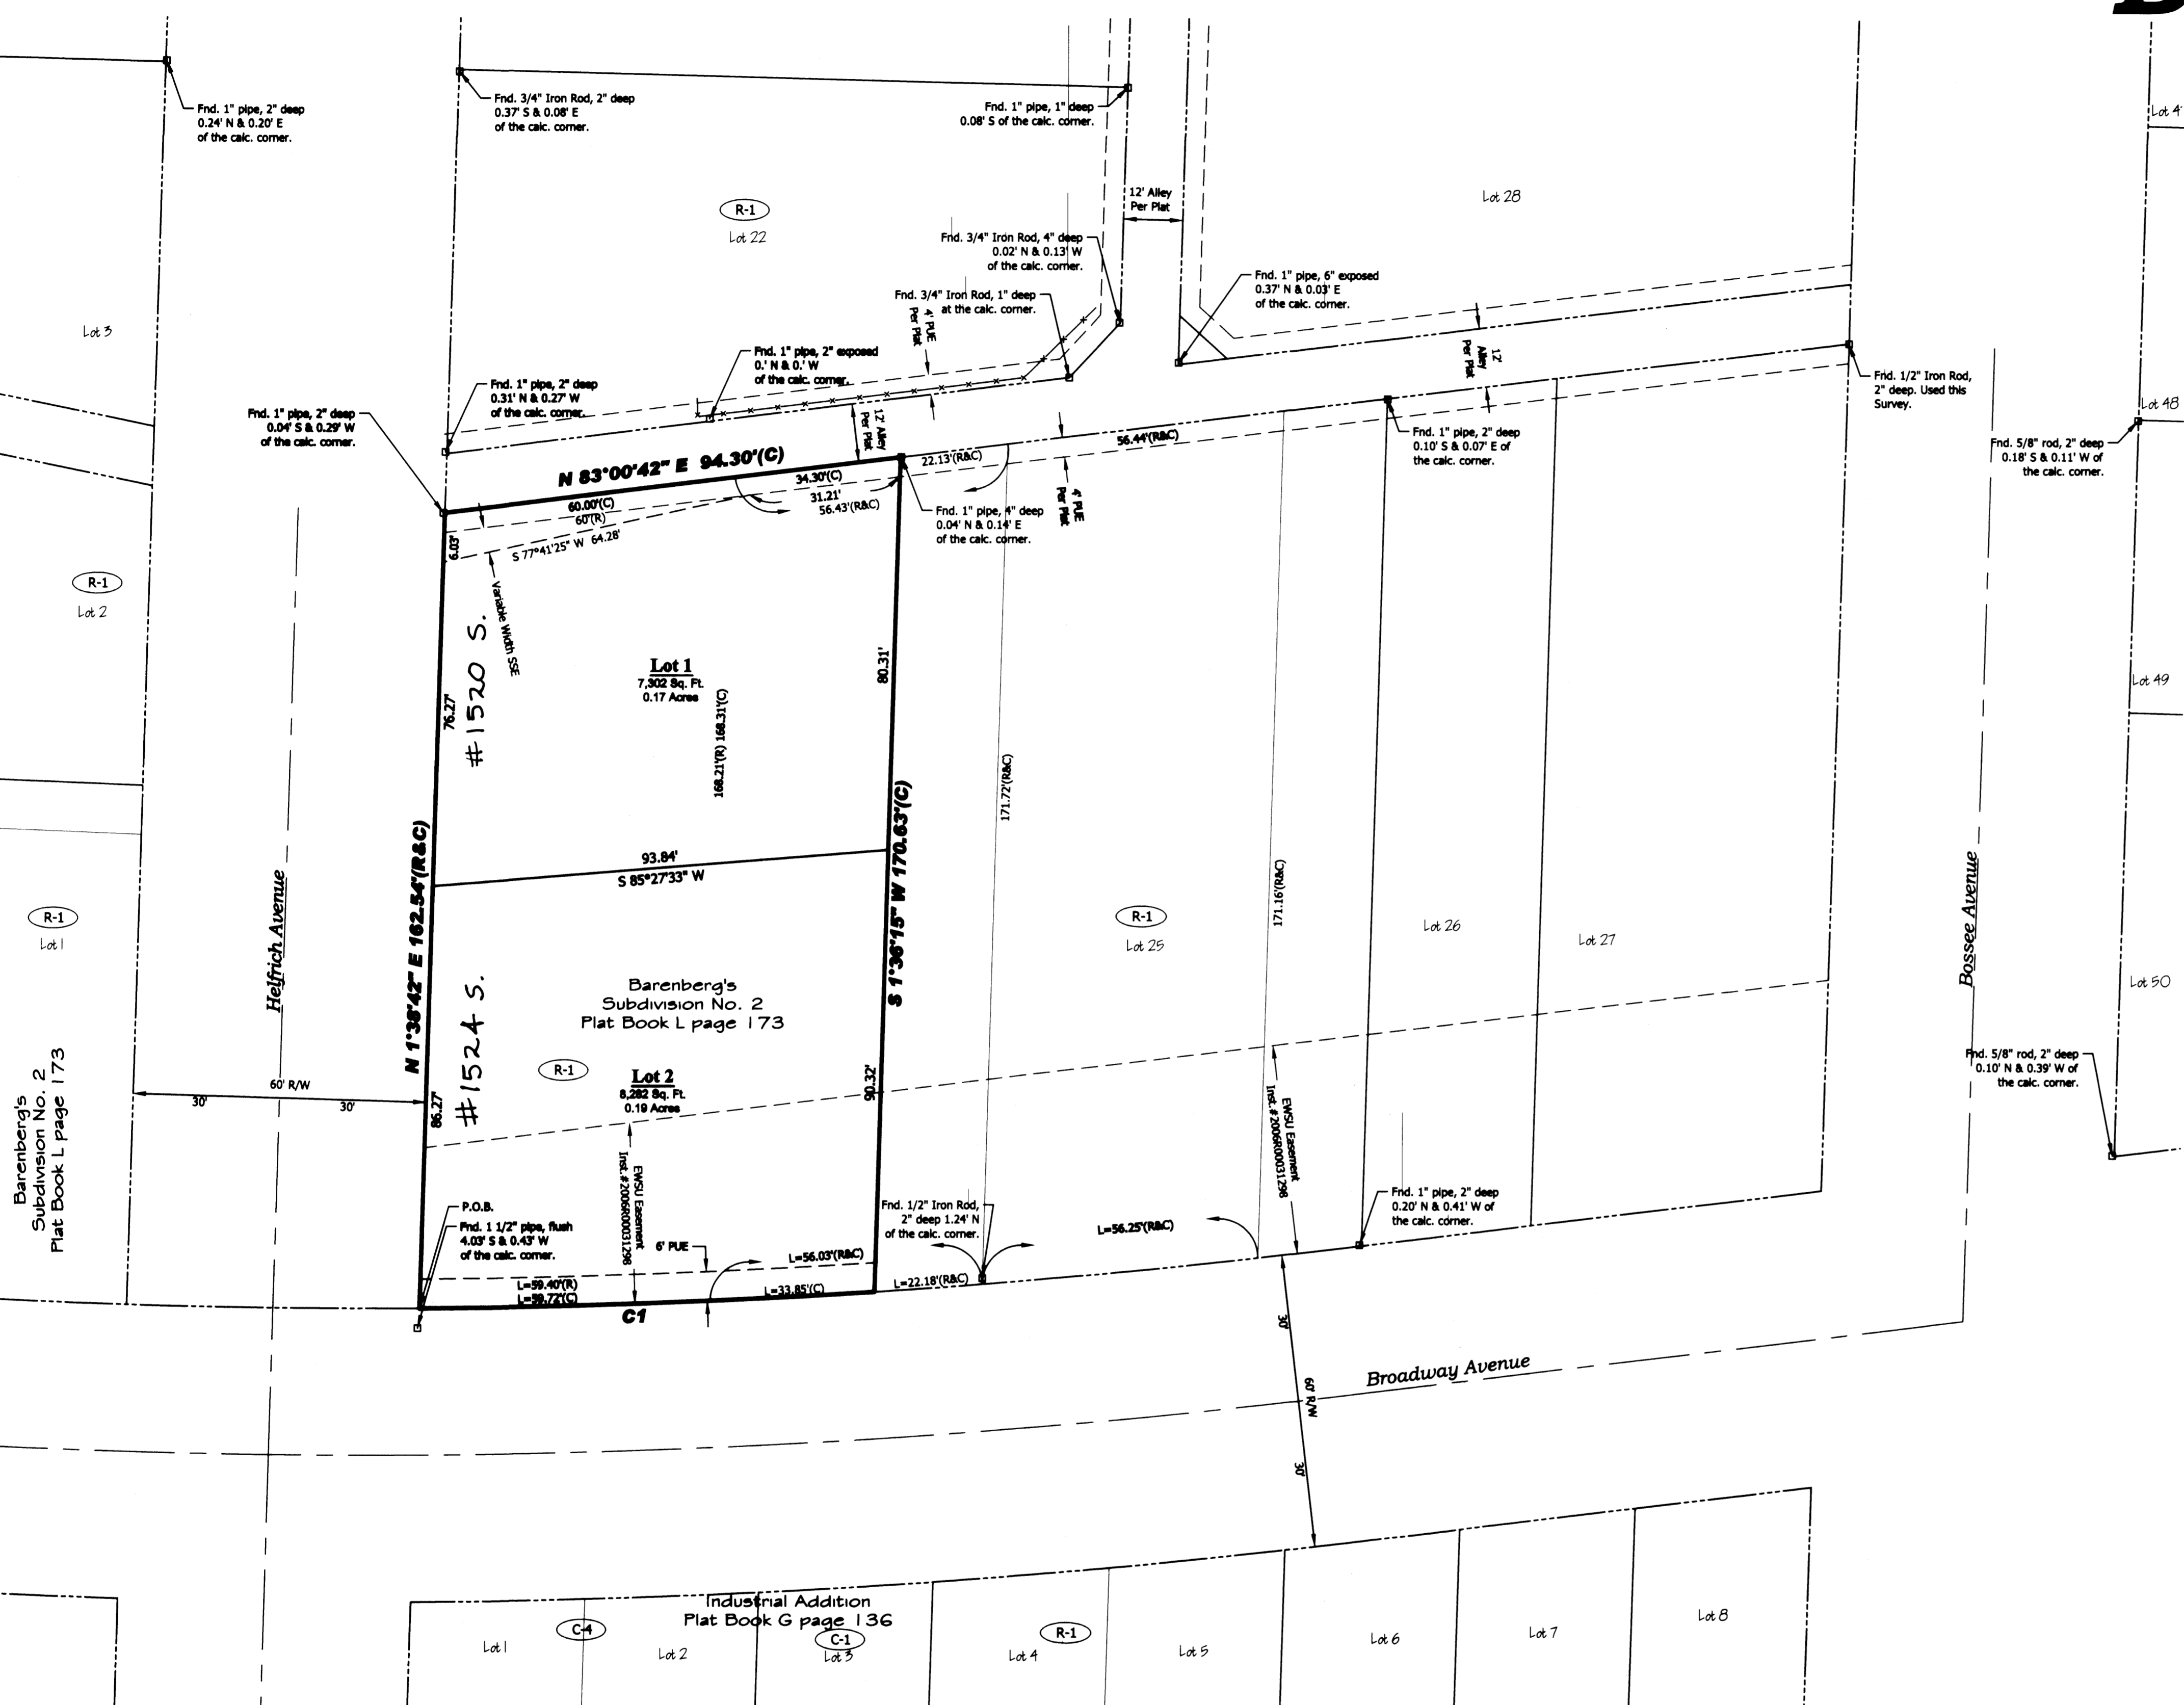 Fnd. 1" pipe, 2" deep
0.24' N & 0.20' E
of the calc. corner.
Fnd. 3/4" Iron Rod, 2" deep
0.37' S & 0.08' E
of the calc. corner.
Fnd. 1" pipe, 1" deep
0.08' S of the calc. corner.
12' Alley
Per Plat
R-1
Lot 22
Lot 28
Fnd. 3/4" Iron Rod, 4" deep
0.02' N & 0.13' W
of the calc. corner.
Fnd. 3/4" Iron Rod, 1" deep
at the calc. corner.
Fnd. 1" pipe, 6" exposed
0.37' N & 0.03' E
of the calc. corner.
4' PUE
Per Plat
12'
Alley
Per Plat
Lot 3
Fnd. 1" pipe, 2" exposed
0.' N & 0.' W
of the calc. corner.
Fnd. 1" pipe, 2" deep
0.31' N & 0.27' W
of the calc. corner.
Fnd. 1" pipe, 2" deep
0.04' S & 0.29' W
of the calc. corner.
12' Alley
Per Plat
Fnd. 1/2" Iron Rod,
2" deep. Used this
Survey.
Lot 48
Fnd. 5/8" rod, 2" deep
0.18' S & 0.11' W of
the calc. corner.
Fnd. 1" pipe, 2" deep
0.10' S & 0.07' E of
the calc. corner.
N 83°00'42" E 94.30'(C)
56.44'(R&C)
22.13'(R&C)
34.30'(C)
31.21'
56.43'(R&C)
60.00'(C)
60'(R)
S 77°41'25" W 64.28'
6.03'
4' PUE
Per Plat
Fnd. 1" pipe, 4" deep
0.04' N & 0.14' E
of the calc. corner.
Variable Width SSE
R-1
Lot 2
#1520 S.
76.27'
Lot 1
7,302 Sq. Ft.
0.17 Acres
168.21'(R) 168.31'(C)
80.31'
171.72'(R&C)
171.16'(R&C)
Lot 49
93.84'
S 85°27'33" W
N 1°38'42" E 162.54'(R&C)
S 1°36'15" W 170.63'(C)
Helfrich Avenue
Bossee Avenue
R-1
Lot 1
R-1
Lot 25
Lot 26
Lot 27
Lot 50
#1524 S.
Barenberg's
Subdivision No. 2
Plat Book L page 173
R-1
Lot 2
8,282 Sq. Ft.
0.19 Acres
86.27'
90.32'
60' R/W
30'
30'
Barenberg's
Subdivision No. 2
Plat Book L page 173
EWSU Easement
Inst.#2006R00031298
EWSU Easement
Inst.#2006R00031298
Fnd. 5/8" rod, 2" deep
0.10' N & 0.39' W of
the calc. corner.
P.O.B.
Fnd. 1 1/2" pipe, flush
4.03' S & 0.43' W
of the calc. corner.
6' PUE
Fnd. 1/2" Iron Rod,
2" deep 1.24' N
of the calc. corner.
Fnd. 1" pipe, 2" deep
0.20' N & 0.41' W of
the calc. corner.
L=56.25'(R&C)
L=56.03'(R&C)
L=59.40'(R)
L=59.72'(C)
L=33.85'(C)
L=22.18'(R&C)
C1
30'
60' R/W
30'
Broadway Avenue
Industrial Addition
Plat Book G page 136
C-4
C-1
R-1
Lot 1
Lot 2
Lot 3
Lot 4
Lot 5
Lot 6
Lot 7
Lot 8